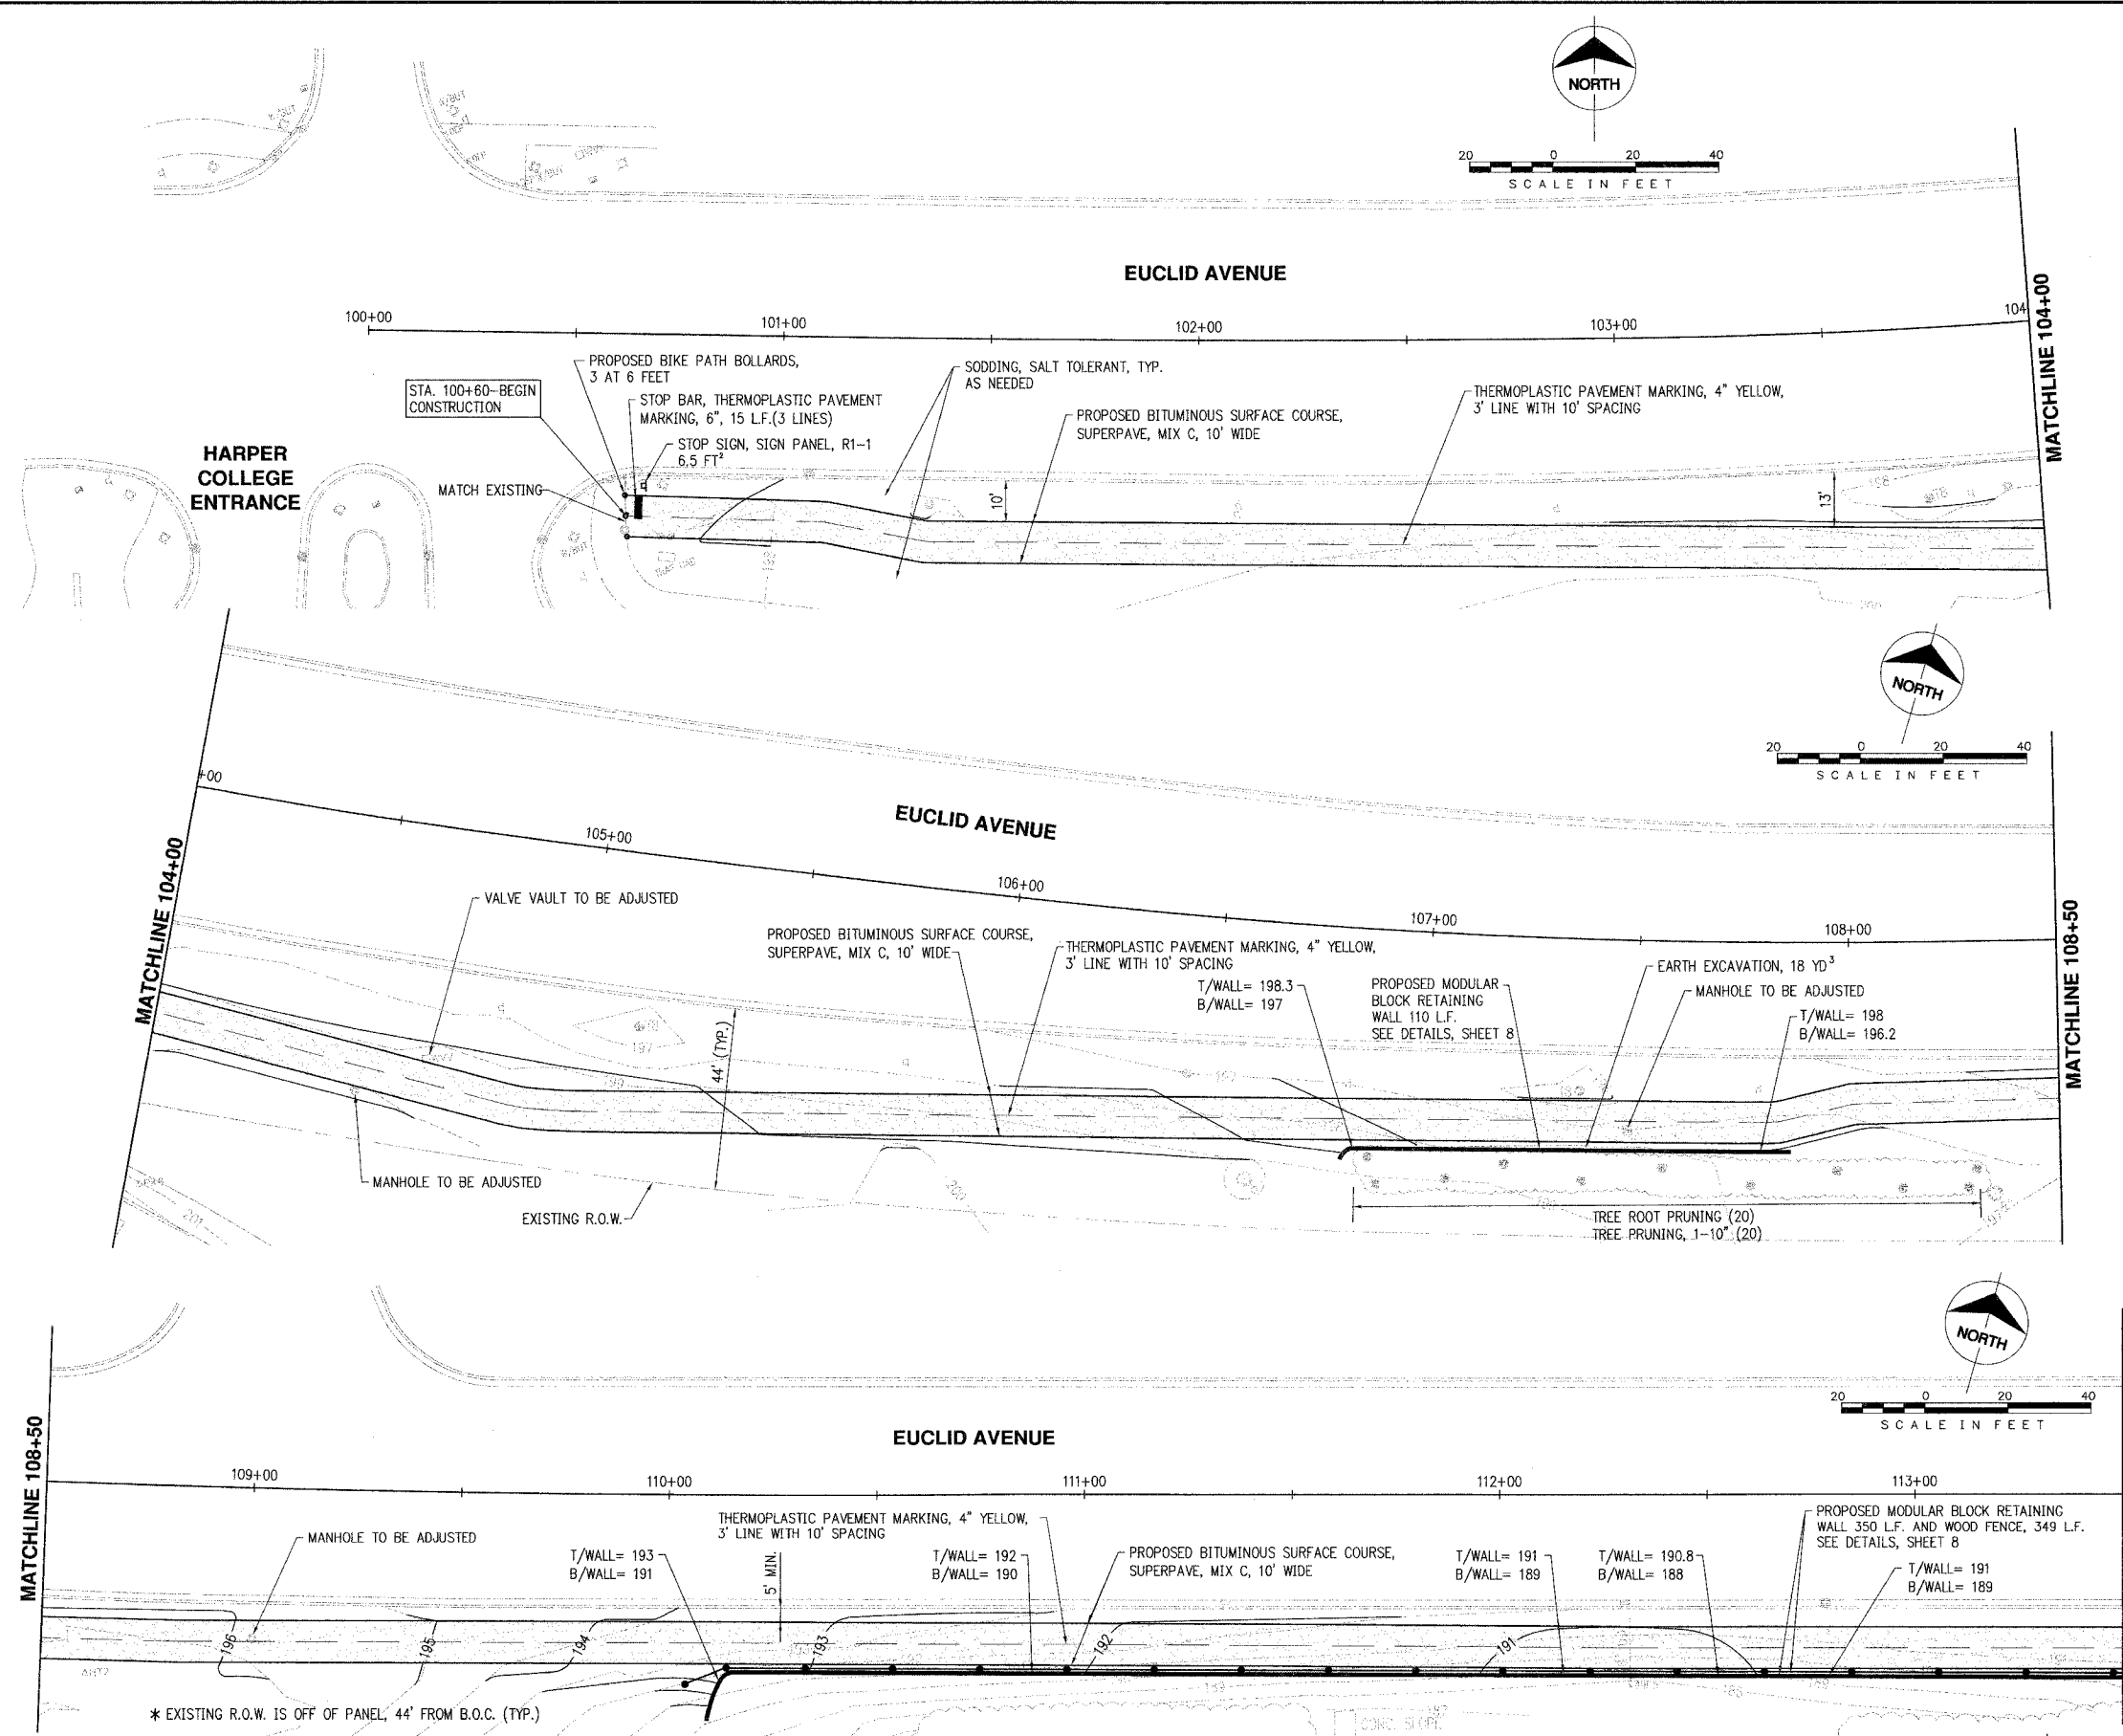 NORTH
20 0 20 40
SCALE IN FEET
EUCLID AVENUE
100+00
101+00
102+00
103+00
104
MATCHLINE 104+00
PROPOSED BIKE PATH BOLLARDS,
3 AT 6 FEET
STA. 100+60-BEGIN
CONSTRUCTION
STOP BAR, THERMOPLASTIC PAVEMENT
MARKING, 6", 15 L.F.(3 LINES)
STOP SIGN, SIGN PANEL, R1-1
6.5 FT²
SODDING, SALT TOLERANT, TYP.
AS NEEDED
PROPOSED BITUMINOUS SURFACE COURSE,
SUPERPAVE, MIX C, 10' WIDE
THERMOPLASTIC PAVEMENT MARKING, 4" YELLOW,
3' LINE WITH 10' SPACING
HARPER
COLLEGE
ENTRANCE
MATCH EXISTING
10'
13'
NORTH
20 0 20 40
SCALE IN FEET
+00
EUCLID AVENUE
105+00
106+00
107+00
108+00
MATCHLINE 104+00
MATCHLINE 108+50
VALVE VAULT TO BE ADJUSTED
PROPOSED BITUMINOUS SURFACE COURSE,
SUPERPAVE, MIX C, 10' WIDE
THERMOPLASTIC PAVEMENT MARKING, 4" YELLOW,
3' LINE WITH 10' SPACING
T/WALL= 198.3
B/WALL= 197
PROPOSED MODULAR
BLOCK RETAINING
WALL 110 L.F.
SEE DETAILS, SHEET 8
EARTH EXCAVATION, 18 YD³
MANHOLE TO BE ADJUSTED
T/WALL= 198
B/WALL= 196.2
44' (TYP.)
197
MANHOLE TO BE ADJUSTED
EXISTING R.O.W.
201
200
TREE ROOT PRUNING (20)
TREE PRUNING, 1-10" (20)
NORTH
20 0 20 40
SCALE IN FEET
MATCHLINE 108+50
EUCLID AVENUE
109+00
110+00
111+00
112+00
113+00
MANHOLE TO BE ADJUSTED
T/WALL= 193
B/WALL= 191
THERMOPLASTIC PAVEMENT MARKING, 4" YELLOW,
3' LINE WITH 10' SPACING
5' MIN.
T/WALL= 192
B/WALL= 190
PROPOSED BITUMINOUS SURFACE COURSE,
SUPERPAVE, MIX C, 10' WIDE
T/WALL= 191
B/WALL= 189
T/WALL= 190.8
B/WALL= 188
PROPOSED MODULAR BLOCK RETAINING
WALL 350 L.F. AND WOOD FENCE, 349 L.F.
SEE DETAILS, SHEET 8
T/WALL= 191
B/WALL= 189
196
195
194
193
192
191
* EXISTING R.O.W. IS OFF OF PANEL, 44' FROM B.O.C. (TYP.)